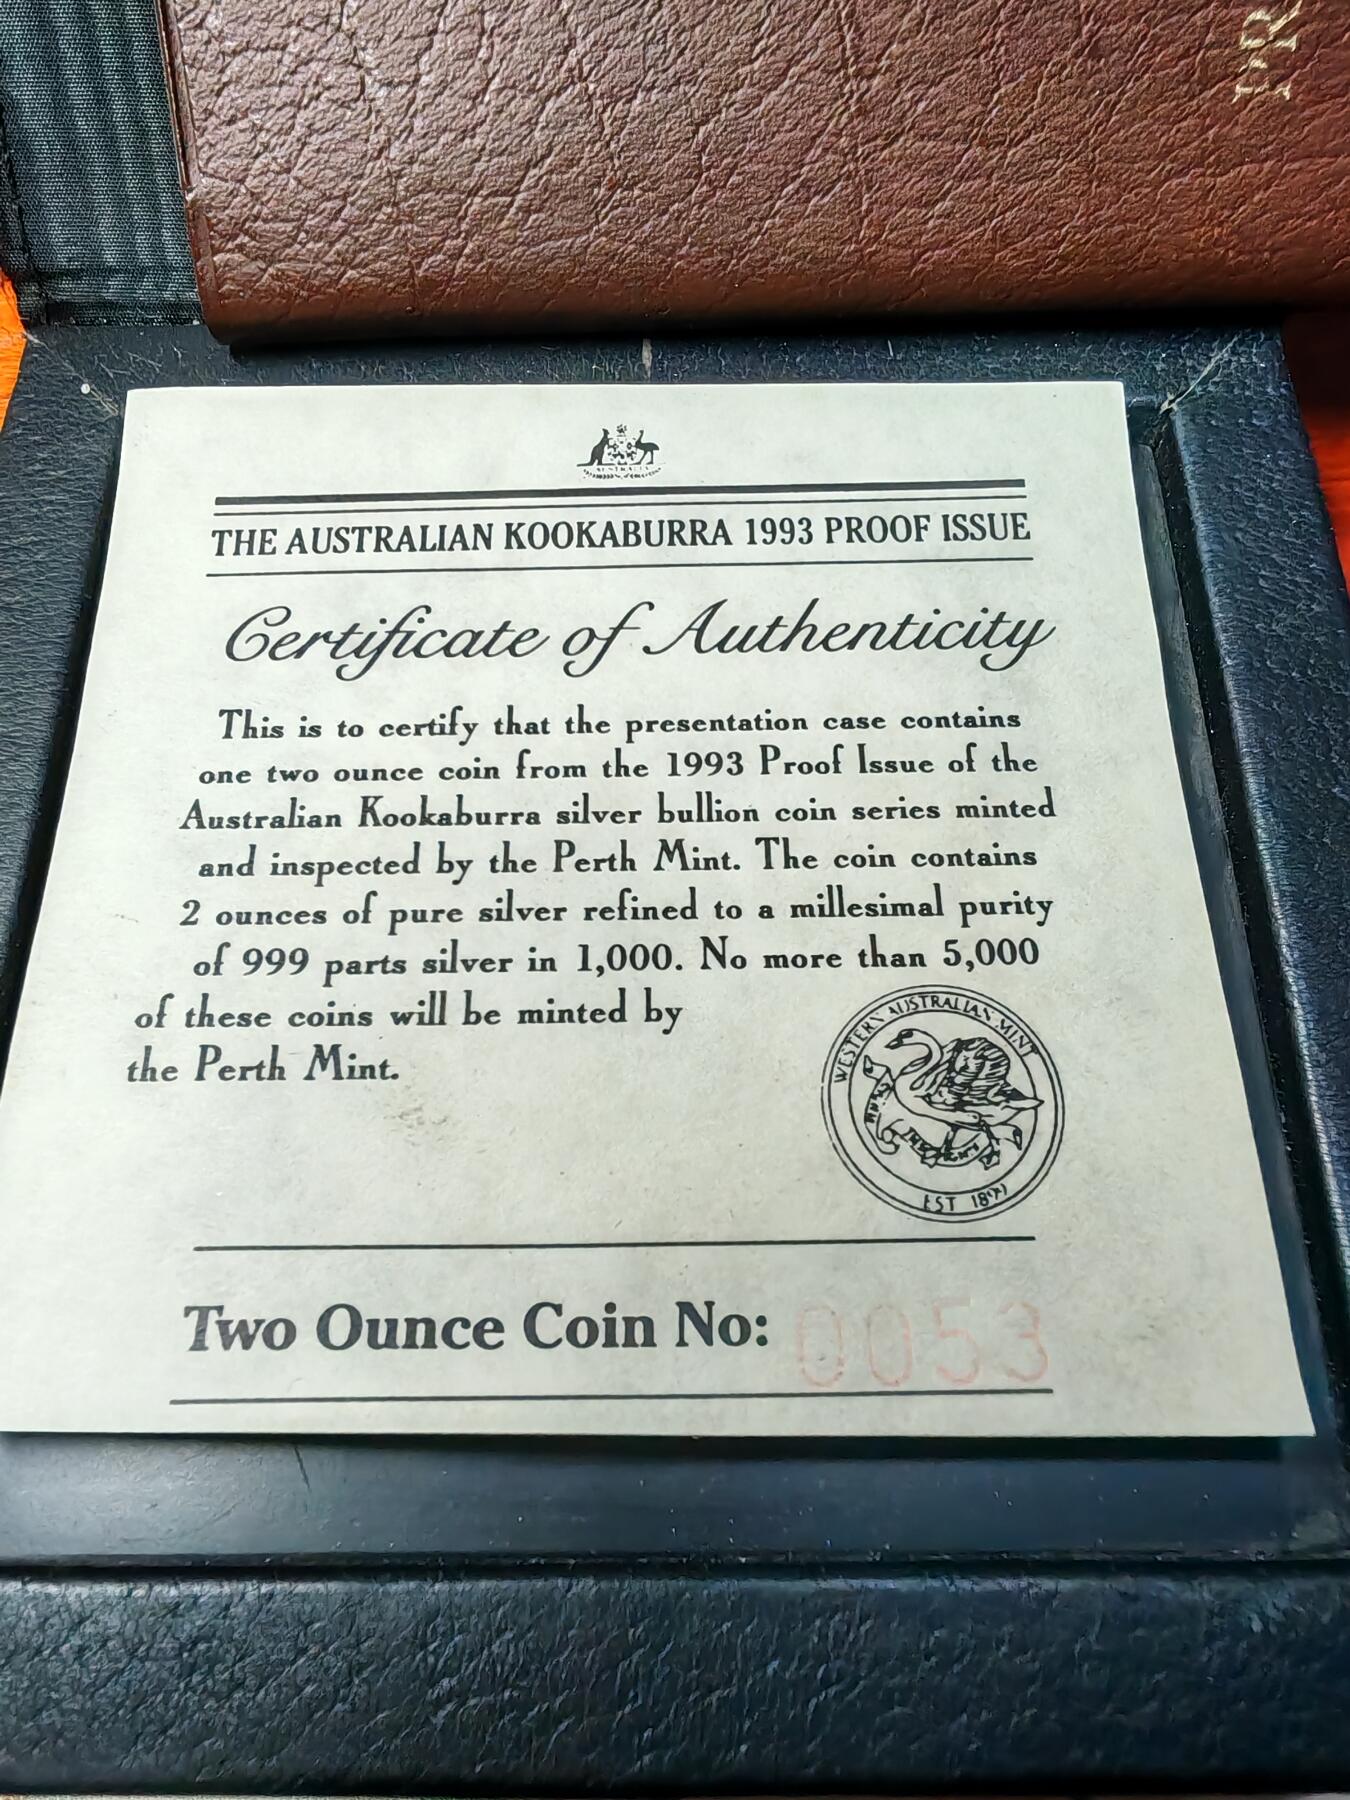 PR
AUSTRALIA
THE AUSTRALIAN KOOKABURRA 1993 PROOF ISSUE
Certificate of Authenticity
This is to certify that the presentation case contains
one two ounce coin from the 1993 Proof Issue of the
Australian Kookaburra silver bullion coin series minted
and inspected by the Perth Mint. The coin contains
2 ounces of pure silver refined to a millesimal purity
of 999 parts silver in 1,000. No more than 5,000
of these coins will be minted by
the Perth Mint.
WESTERN AUSTRALIAN MINT
EST 1899
Two Ounce Coin No: 0053